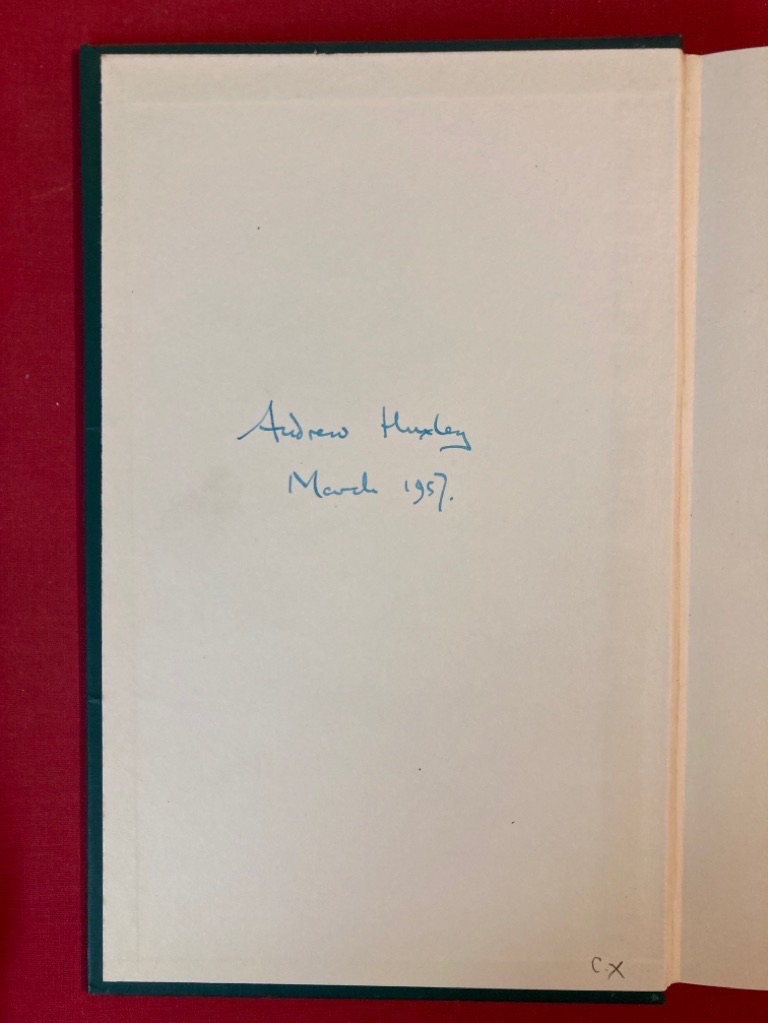 Andrew Huxley
March 1957.
C.X